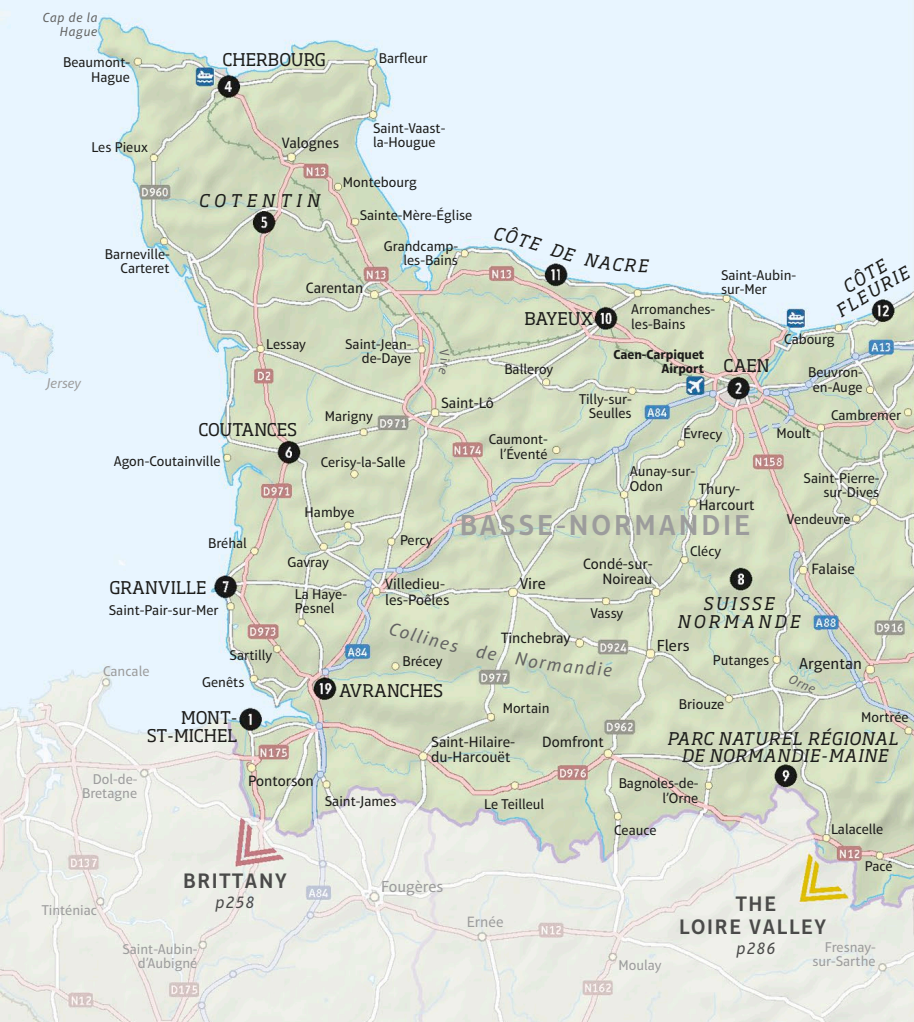 Cap de la
Hague
Beaumont-
Hague
CHERBOURG
4
Barfleur
Saint-Vaast-
la-Hougue
Les Pieux
Valognes
N13
Montebourg
D960
COTENTIN
5
Sainte-Mère-Église
Barneville-
Carteret
Grandcamp-
les-Bains
CÔTE DE NACRE
11
N13
N13
Carentan
Saint-Aubin-
sur-Mer
CÔTE
FLEURIE
12
BAYEUX
10
Arromanches-
les-Bains
Cabourg
A13
Jersey
Lessay
Saint-Jean-
de-Daye
Vire
Caen-Carpiquet
Airport
CAEN
2
Balleroy
Beuvron-
en-Auge
D2
Tilly-sur-
Seulles
A84
Cambremer
Marigny
D971
Saint-Lô
COUTANCES
6
Évrecy
Moult
Agon-Coutainville
Cerisy-la-Salle
N174
Caumont-
l'Éventé
N158
D971
Aunay-sur-
Odon
Thury-
Harcourt
Saint-Pierre-
sur-Dives
Hambye
BASSE-NORMANDIE
Vendeuvre
Bréhal
Percy
Gavray
Clécy
GRANVILLE
7
Condé-sur-
Noireau
Falaise
8
SUISSE
NORMANDE
Saint-Pair-sur-Mer
La Haye-
Pesnel
Villedieu-
les-Poêles
Vire
Vassy
A88
D916
D973
Collines de Normandie
Tinchebray
D924
Flers
Sartilly
A84
Brécey
Putanges
Argentan
Cancale
Genêts
19
AVRANCHES
D977
Orne
MONT-
ST-MICHEL
1
Mortain
Briouze
Mortrée
D962
N175
Saint-Hilaire-
du-Harcouët
Domfront
PARC NATUREL RÉGIONAL
DE NORMANDIE-MAINE
9
Dol-de-
Bretagne
Pontorson
D976
Bagnoles-de-
l'Orne
Saint-James
Le Teilleul
Ceauce
Lalacelle
N12
Pacé
D137
BRITTANY
p258
A84
Fougères
THE
LOIRE VALLEY
p286
Tinténiac
Ernée
N12
Saint-Aubin-
d'Aubigné
Moulay
Fresnay-
sur-Sarthe
D175
N12
N162